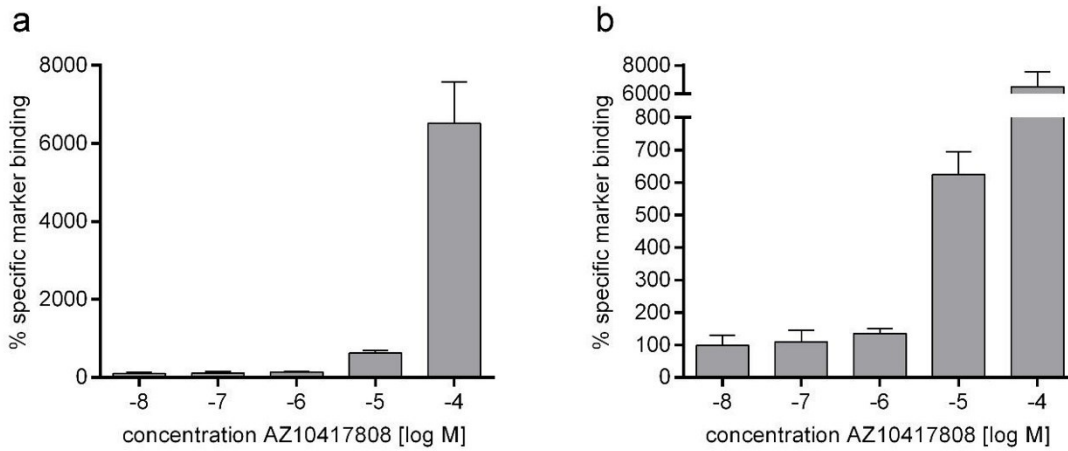 a
8000
6000
4000
2000
0
% specific marker binding
-8 -7 -6 -5 -4
concentration AZ10417808 [log M]
b
8000
6000
800
700
600
500
400
300
200
100
0
% specific marker binding
-8 -7 -6 -5 -4
concentration AZ10417808 [log M]